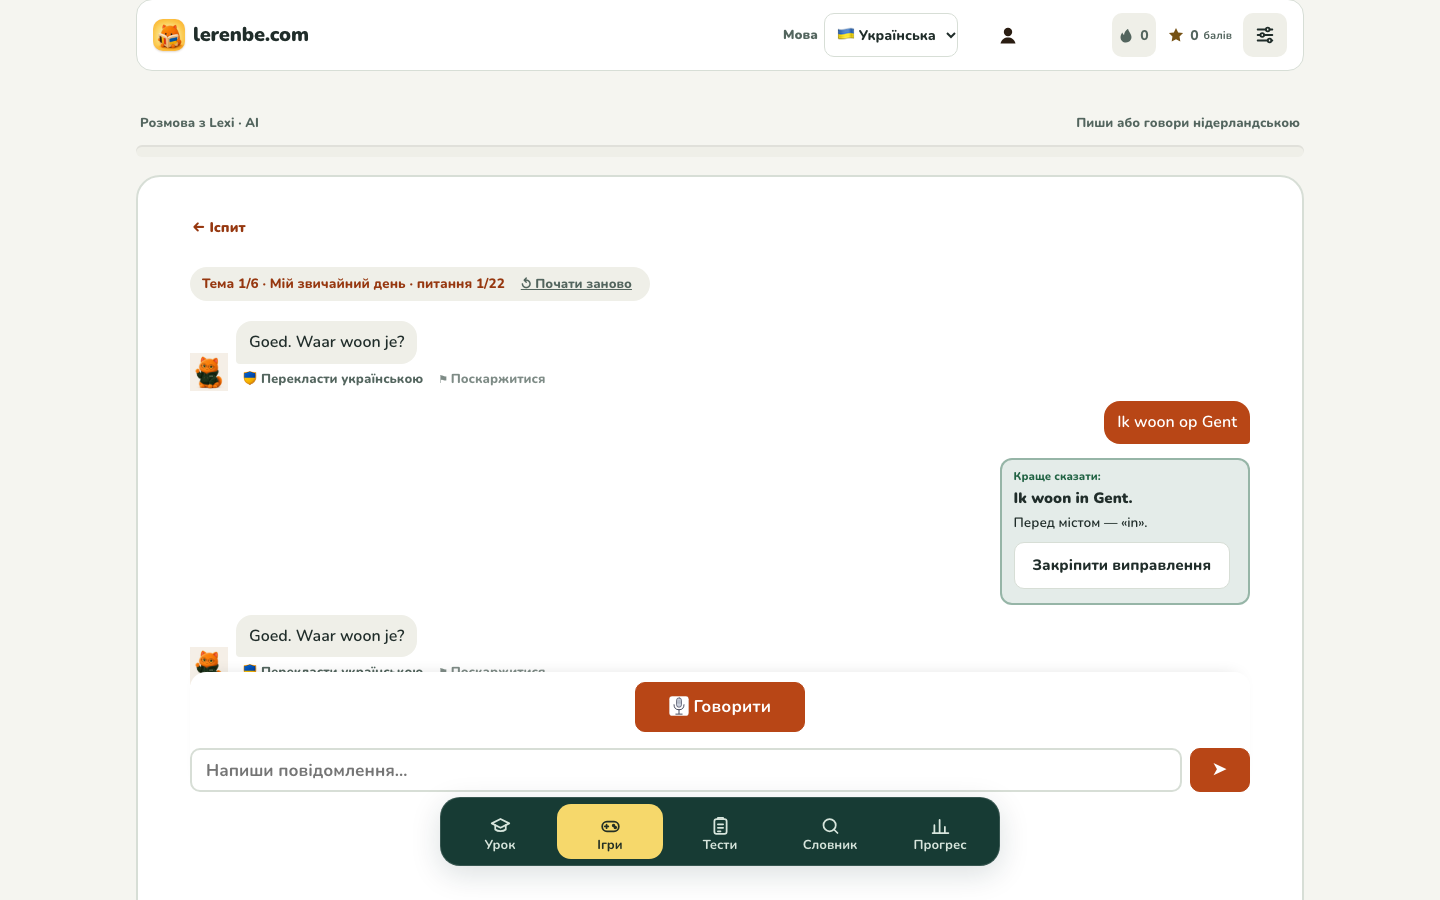 lerenbe.com
Мова
Українська
0
0 балів
Розмова з Lexi · AI
Пиши або говори нідерландською
← Іспит
Тема 1/6 · Мій звичайний день · питання 1/22
↺ Почати заново
Goed. Waar woon je?
Перекласти українською
Поскаржитися
Ik woon op Gent
Краще сказати:
Ik woon in Gent.
Перед містом — «in».
Закріпити виправлення
Goed. Waar woon je?
Перекласти українською
Поскаржитися
Говорити
Напиши повідомлення...
Урок
Ігри
Тести
Словник
Прогрес